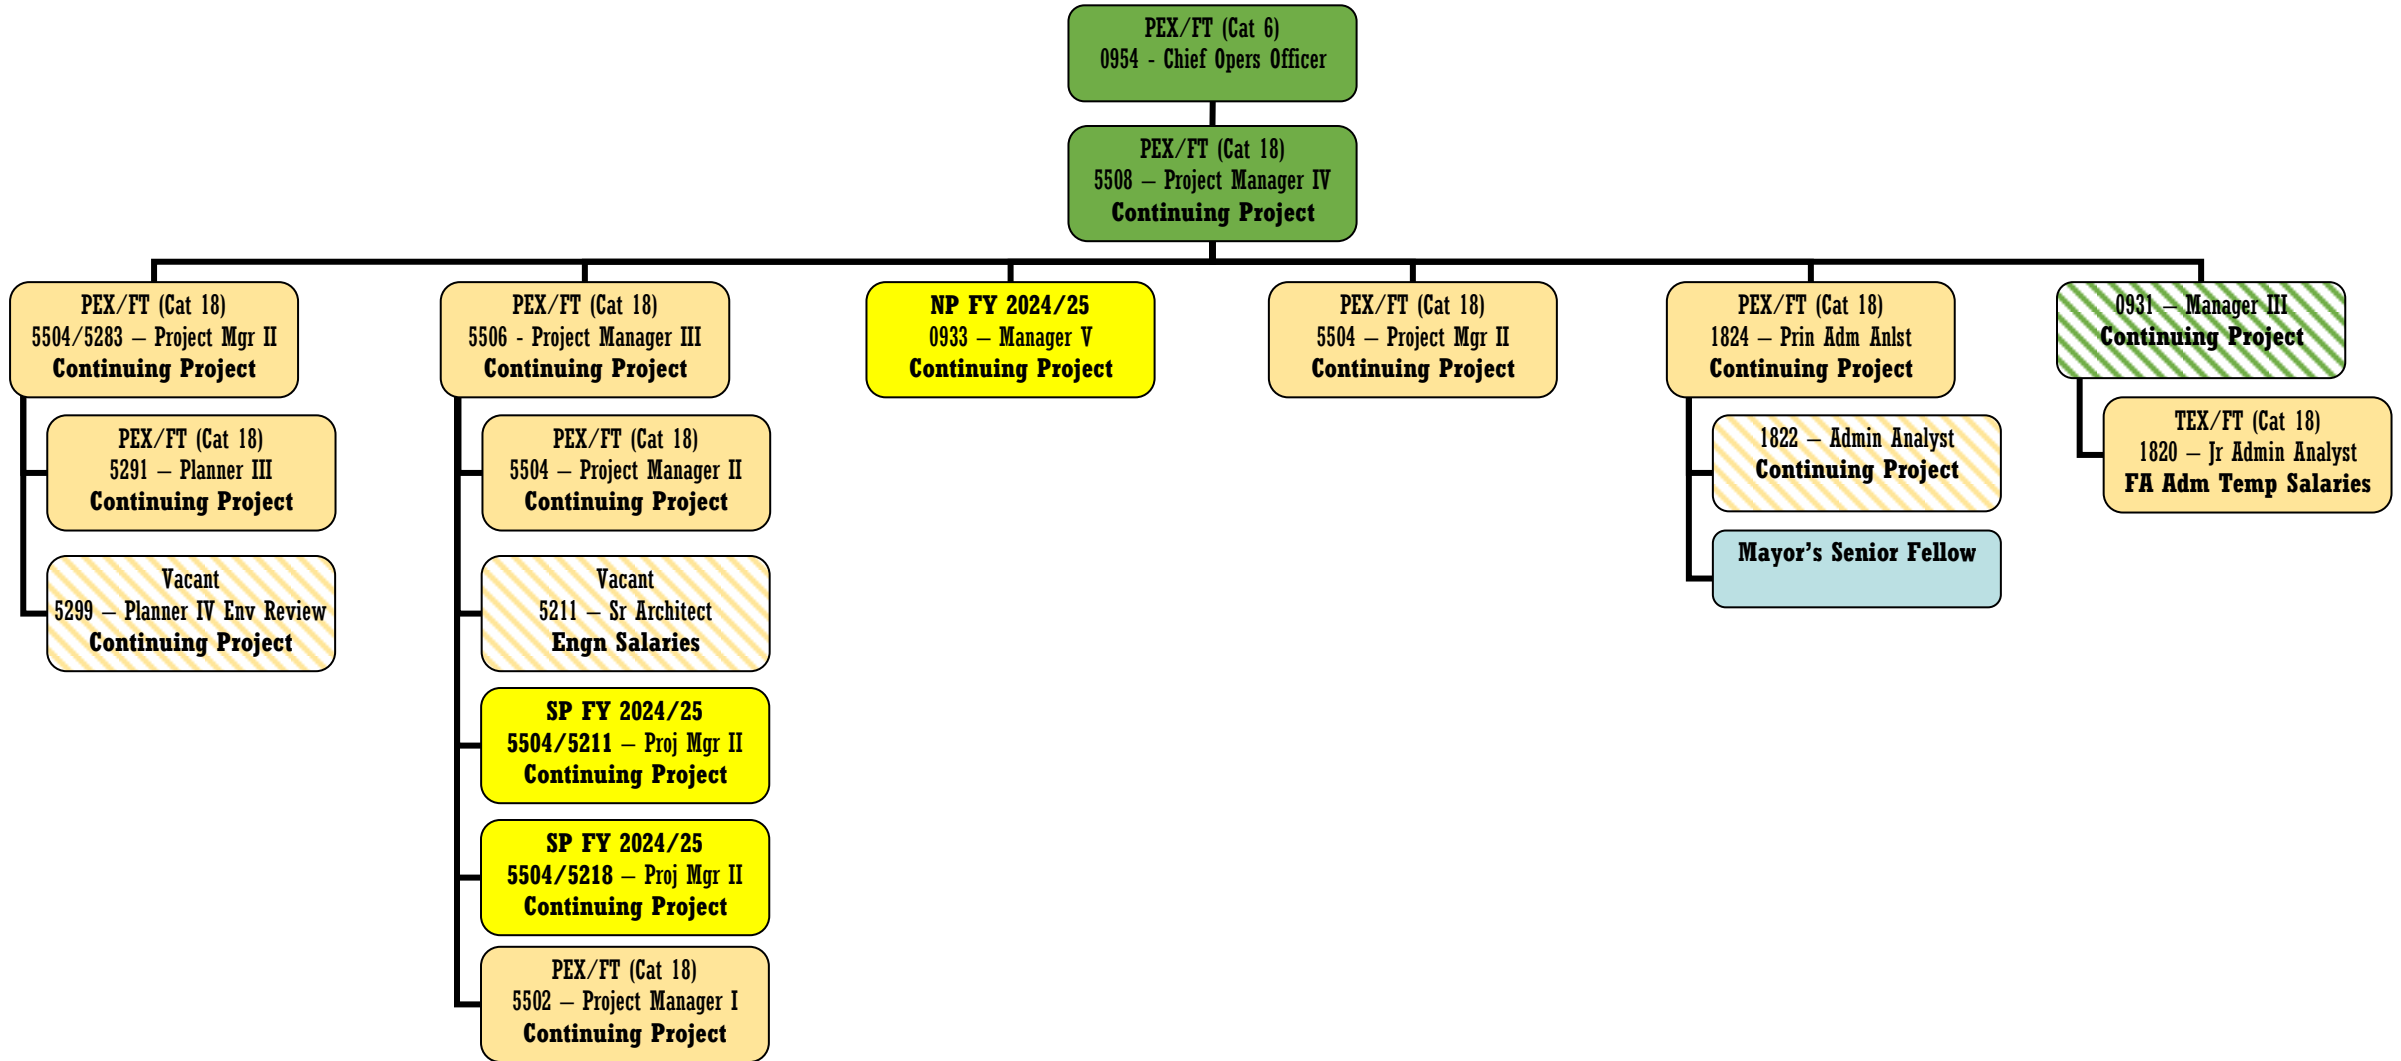 PEX/FT (Cat 6)
0954 - Chief Opers Officer
PEX/FT (Cat 18)
5508 – Project Manager IV
Continuing Project
PEX/FT (Cat 18)
5504/5283 – Project Mgr II
Continuing Project
PEX/FT (Cat 18)
5291 – Planner III
Continuing Project
Vacant
5299 – Planner IV Env Review
Continuing Project
PEX/FT (Cat 18)
5506 - Project Manager III
Continuing Project
PEX/FT (Cat 18)
5504 – Project Manager II
Continuing Project
Vacant
5211 – Sr Architect
Engn Salaries
SP FY 2024/25
5504/5211 – Proj Mgr II
Continuing Project
SP FY 2024/25
5504/5218 – Proj Mgr II
Continuing Project
PEX/FT (Cat 18)
5502 – Project Manager I
Continuing Project
NP FY 2024/25
0933 – Manager V
Continuing Project
PEX/FT (Cat 18)
5504 – Project Mgr II
Continuing Project
PEX/FT (Cat 18)
1824 – Prin Adm Anlst
Continuing Project
1822 – Admin Analyst
Continuing Project
Mayor’s Senior Fellow
0931 – Manager III
Continuing Project
TEX/FT (Cat 18)
1820 – Jr Admin Analyst
FA Adm Temp Salaries